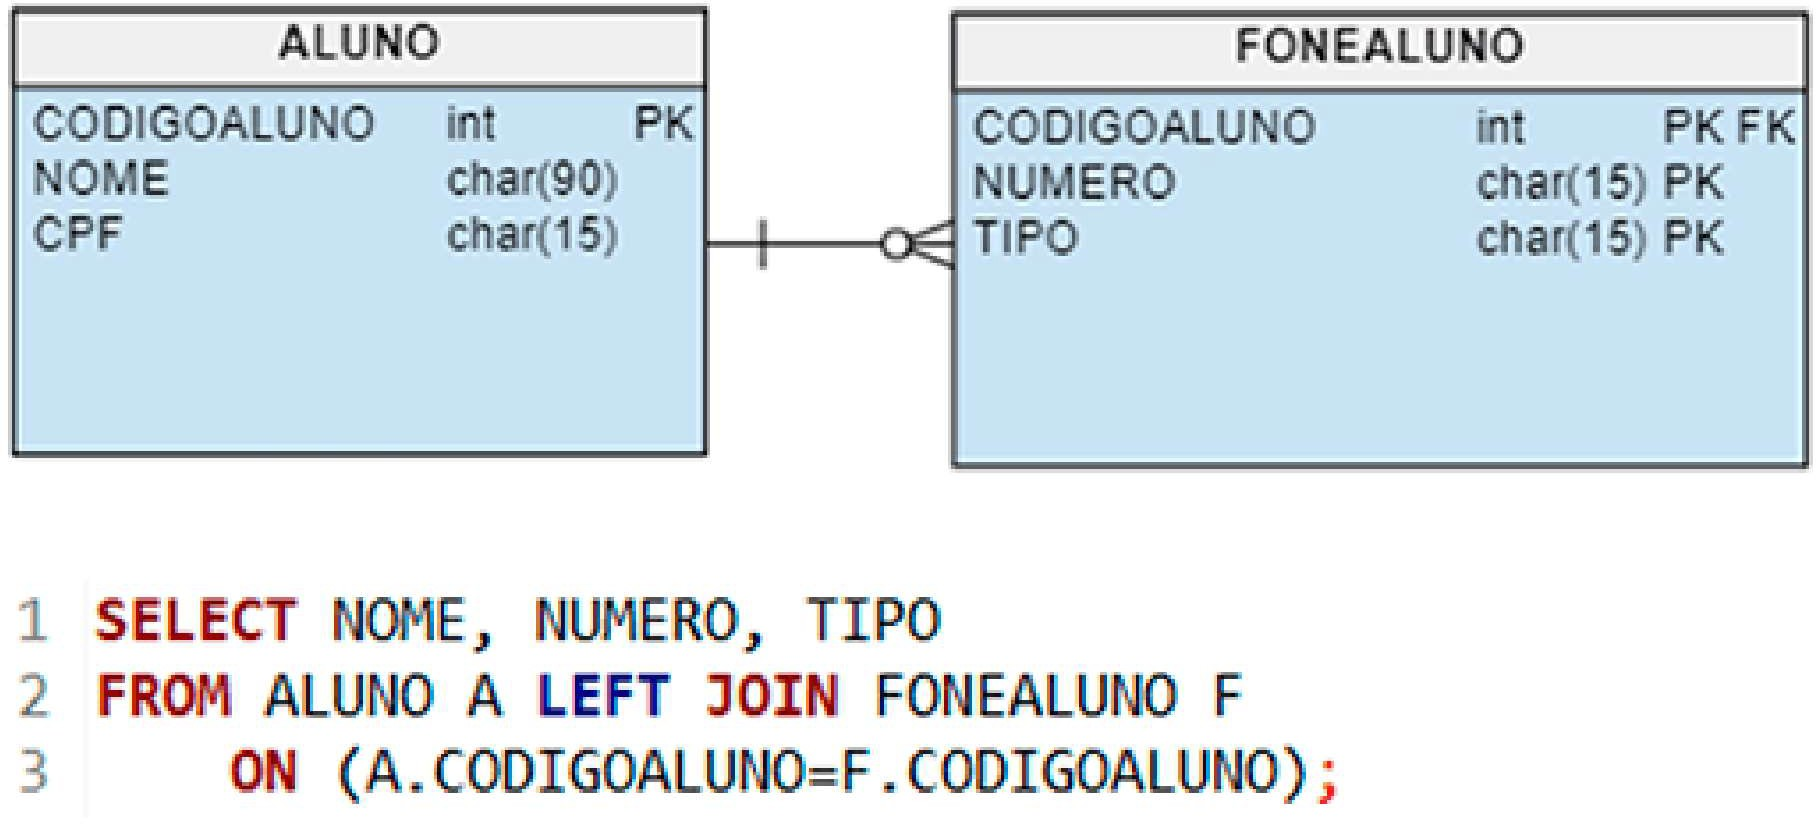 ALUNO
CODIGOALUNO int PK
NOME char(90)
CPF char(15)
FONEALUNO
CODIGOALUNO int PK FK
NUMERO char(15) PK
TIPO char(15) PK
1 SELECT NOME, NUMERO, TIPO
2 FROM ALUNO A LEFT JOIN FONEALUNO F
3 ON (A.CODIGOALUNO=F.CODIGOALUNO);